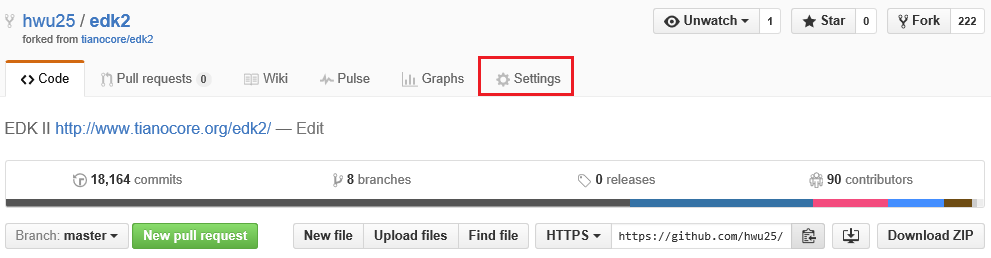 hwu25 / edk2
forked from tianocore/edk2
Unwatch 1 Star 0 Fork 222
Code Pull requests 0 Wiki Pulse Graphs Settings
EDK II http://www.tianocore.org/edk2/ — Edit
18,164 commits 8 branches 0 releases 90 contributors
Branch: master New pull request New file Upload files Find file HTTPS https://github.com/hwu25/ Download ZIP